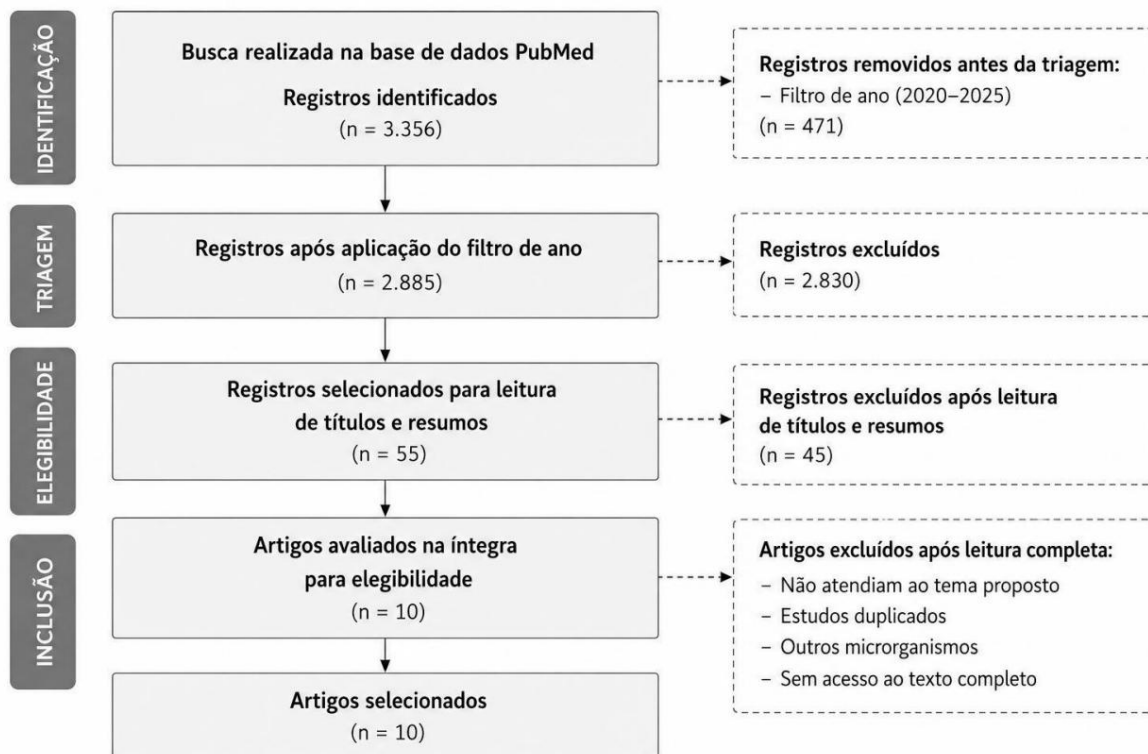 IDENTIFICAÇÃO
Busca realizada na base de dados PubMed
Registros identificados
(n = 3.356)
Registros removidos antes da triagem:
– Filtro de ano (2020–2025)
(n = 471)
TRIAGEM
Registros após aplicação do filtro de ano
(n = 2.885)
Registros excluídos
(n = 2.830)
ELEGIBILIDADE
Registros selecionados para leitura
de títulos e resumos
(n = 55)
Registros excluídos após leitura
de títulos e resumos
(n = 45)
INCLUSÃO
Artigos avaliados na íntegra
para elegibilidade
(n = 10)
Artigos excluídos após leitura completa:
– Não atendiam ao tema proposto
– Estudos duplicados
– Outros microrganismos
– Sem acesso ao texto completo
Artigos selecionados
(n = 10)